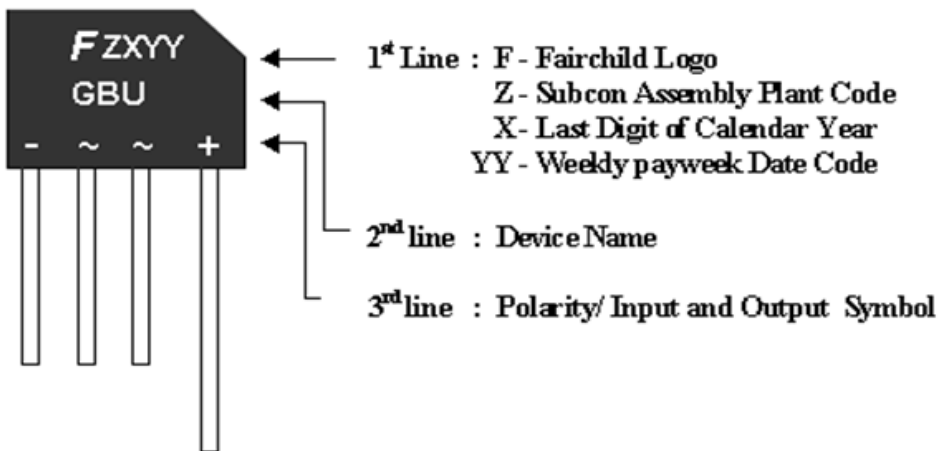 F ZXYY
GBU
- ~ ~ +
1st Line : F - Fairchild Logo
Z - Subcon Assembly Plant Code
X - Last Digit of Calendar Year
YY - Weekly payweek Date Code
2nd line : Device Name
3rd line : Polarity/ Input and Output Symbol